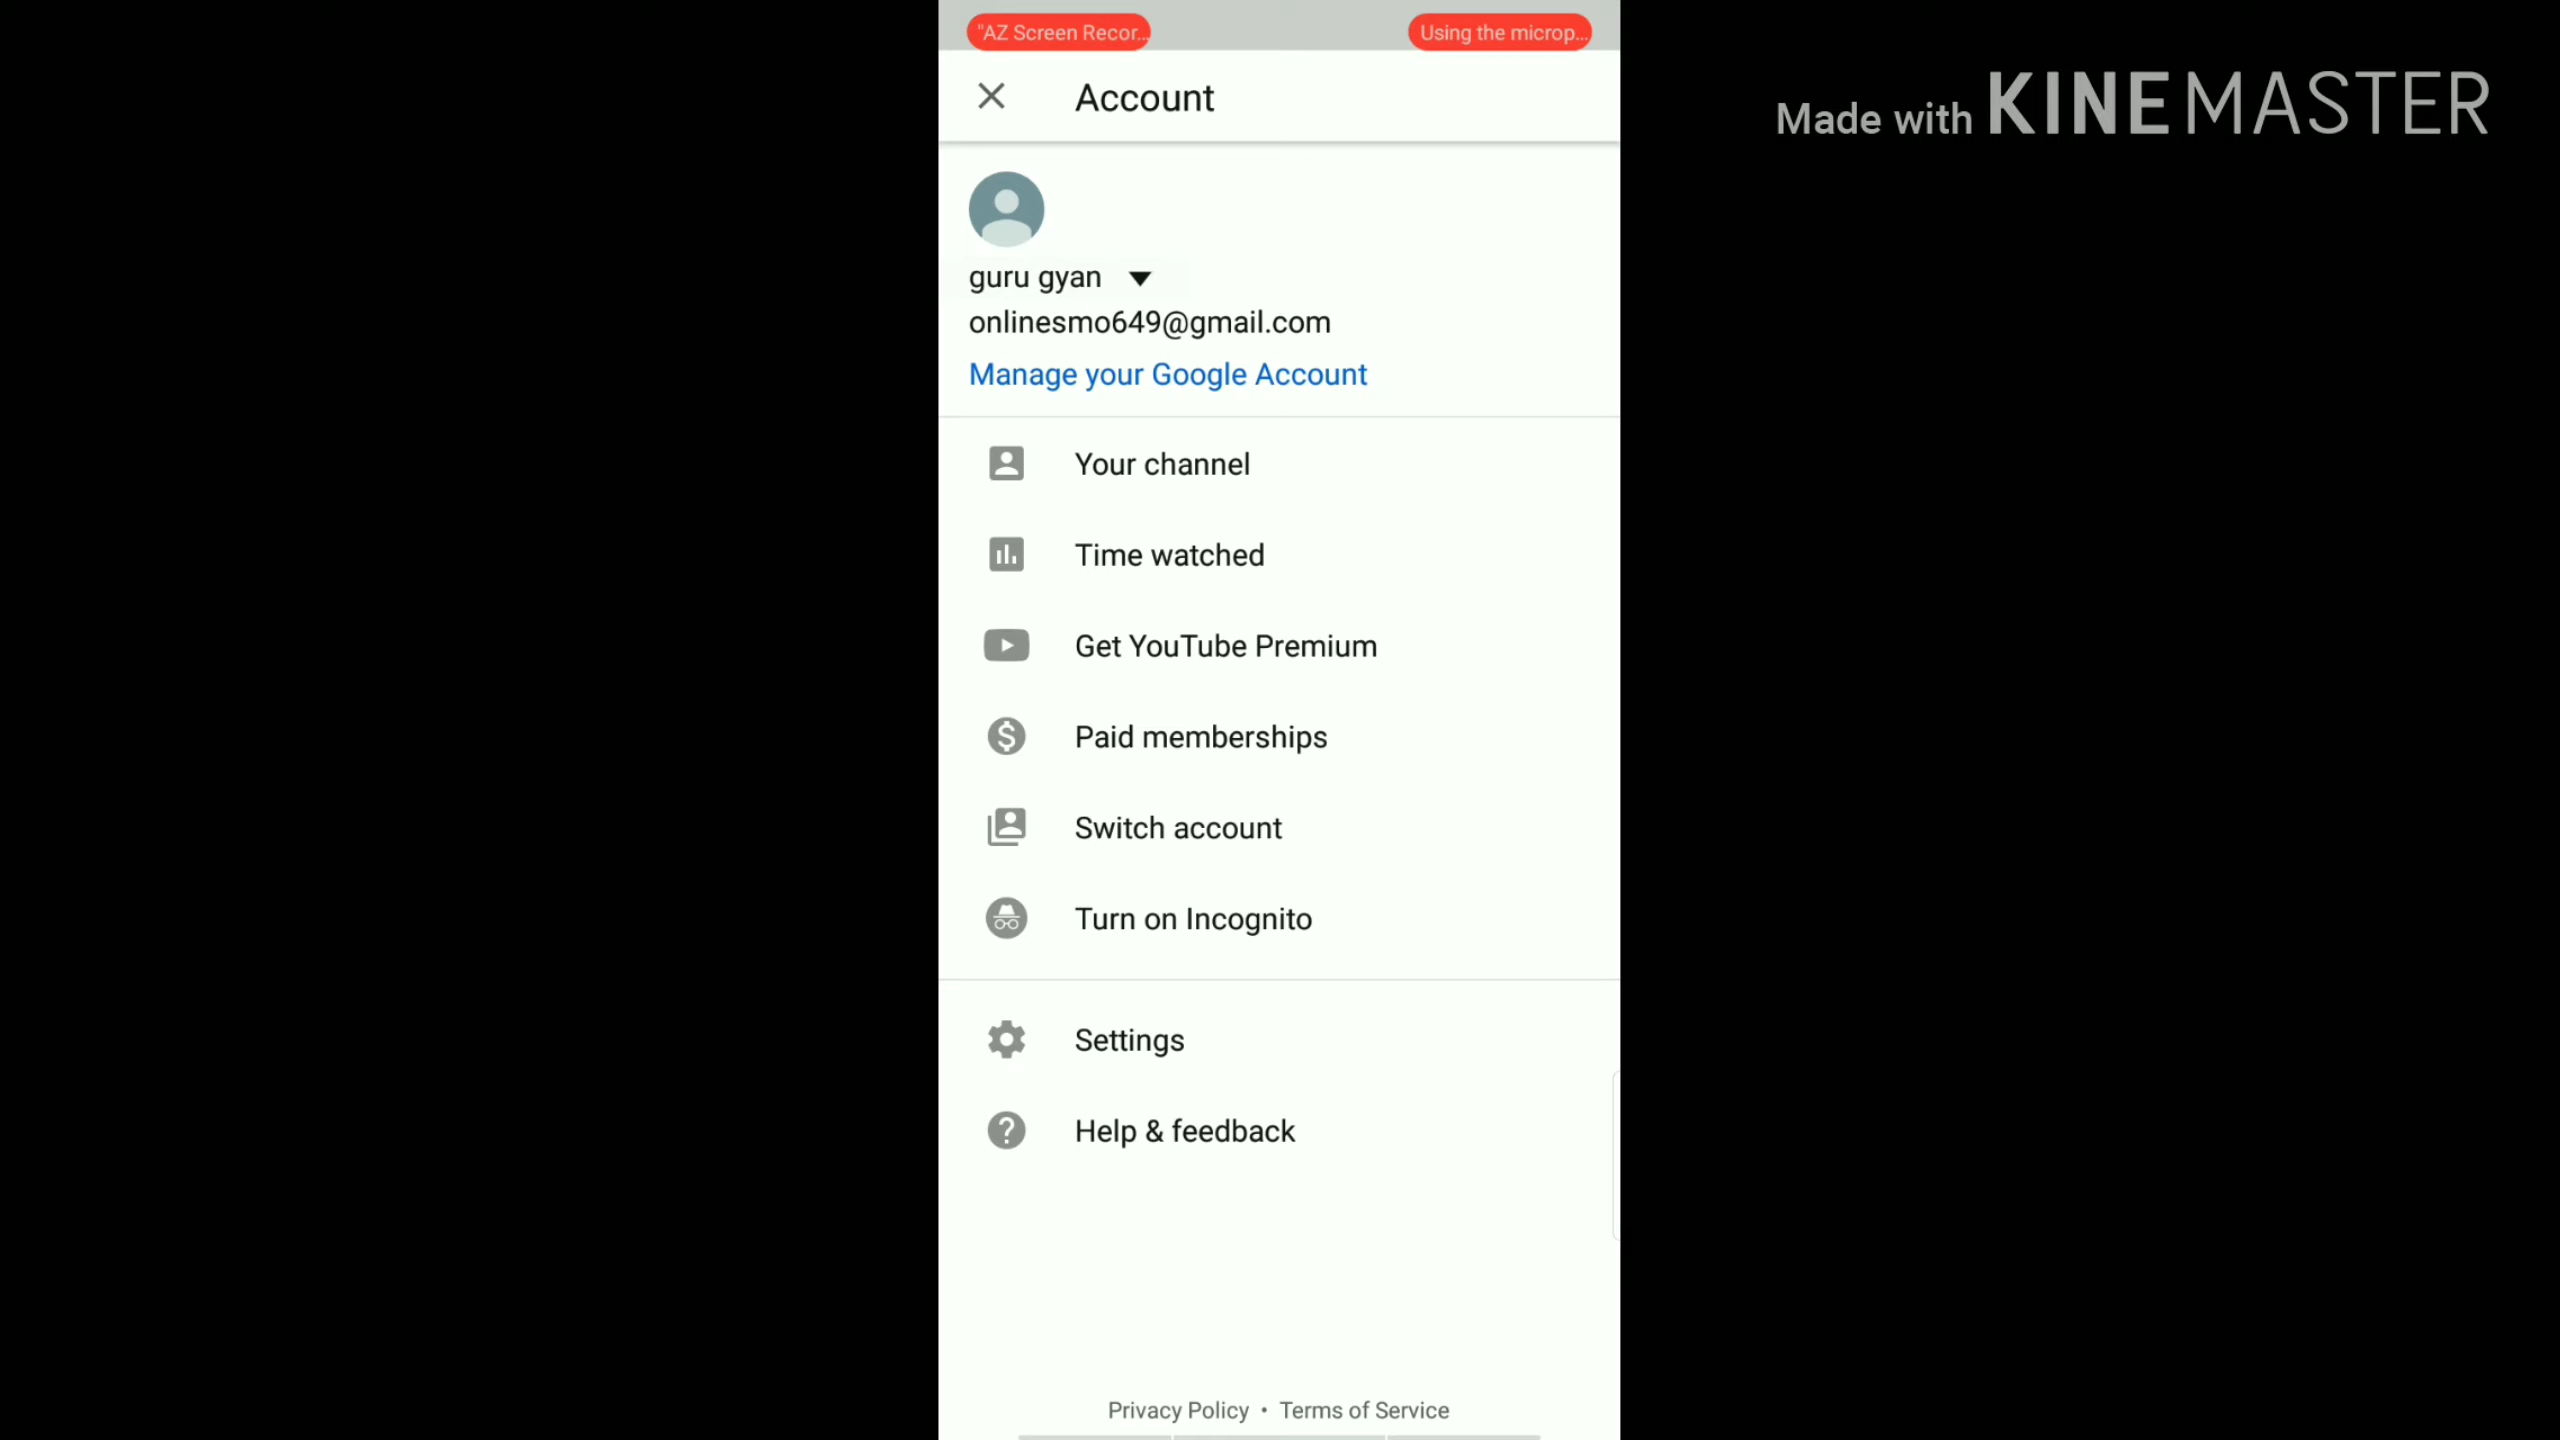 "AZ Screen Recor...
Using the microp...
Made with KINEMASTER
Account
guru gyan
onlinesmo649@gmail.com
Manage your Google Account
Your channel
Time watched
Get YouTube Premium
Paid memberships
Switch account
Turn on Incognito
Settings
Help & feedback
Privacy Policy • Terms of Service